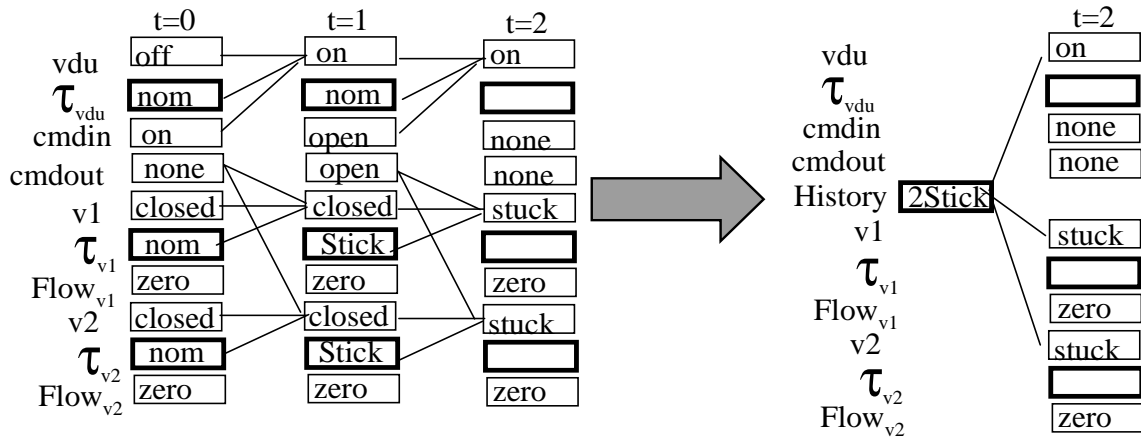 t=0 t=1 t=2
vdu off on on
τvdu nom nom
cmdin on open none
cmdout none open none
v1 closed closed stuck
τv1 nom Stick
Flowv1 zero zero zero
v2 closed closed stuck
τv2 nom Stick
Flowv2 zero zero zero
t=2
vdu on
τvdu
cmdin none
cmdout none
History 2Stick
v1 stuck
τv1
Flowv1 zero
v2 stuck
τv2
Flowv2 zero